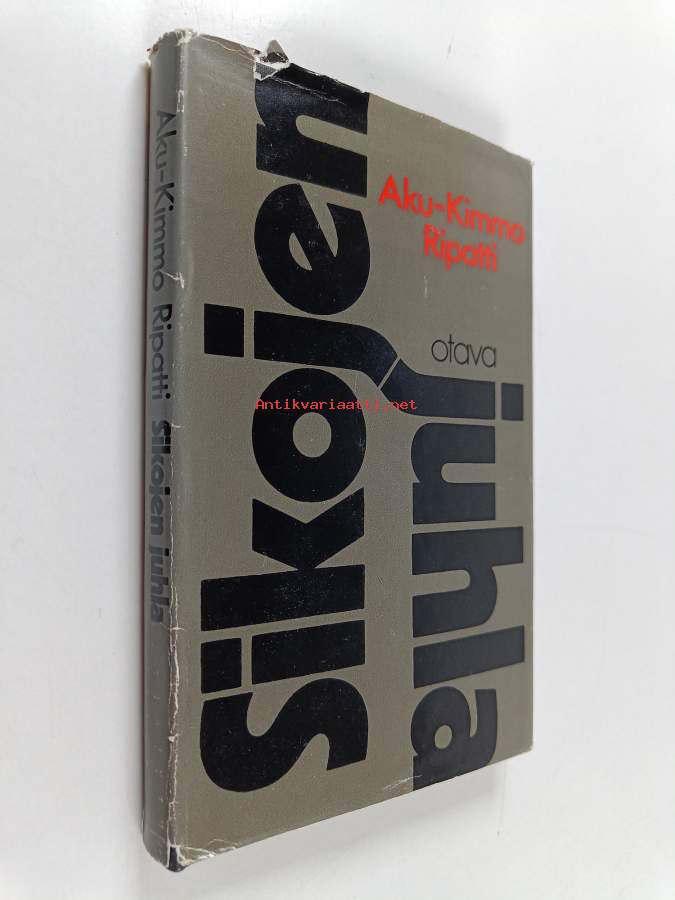 Aku-Kimmo Ripatti Sikojen juhla
Aku-Kimmo
Ripatti
otava
Sikojen
juhla
Antikvariaatti.net